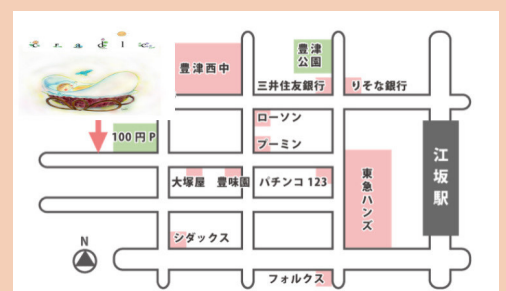 cradle
豊津西中
豊津
公園
三井住友銀行
りそな銀行
ローソン
プーミン
100円P
大塚屋
豊味園
パチンコ123
東急ハンズ
江坂駅
シダックス
フォルクス
N